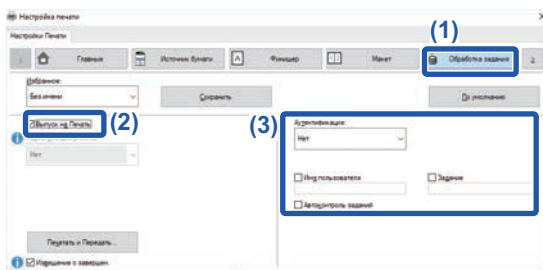 Настройка печати
Настройки Печати
(1)
Главные
Источник бумаги
Финишер
Макет
Обработка задания
2
Избранное:
Без имени
Сохранить
По умолчанию
Выпуск на Печать
(2)
(3)
Аутентификация:
Нет
Нет
Имя пользователя
Задание
Автоконтроль заданий
Печатать и Передать...
Извещение о завершен.